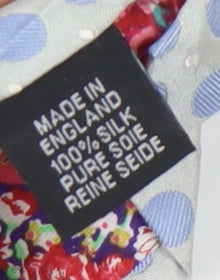 MADE IN
ENGLAND
100% SILK
PURE SOIE
REINE SEIDE